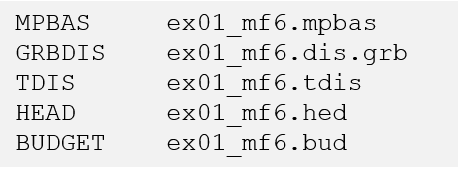 MPBAS ex01_mf6.mpbas
GRBDIS ex01_mf6.dis.grb
TDIS ex01_mf6.tdis
HEAD ex01_mf6.hed
BUDGET ex01_mf6.bud